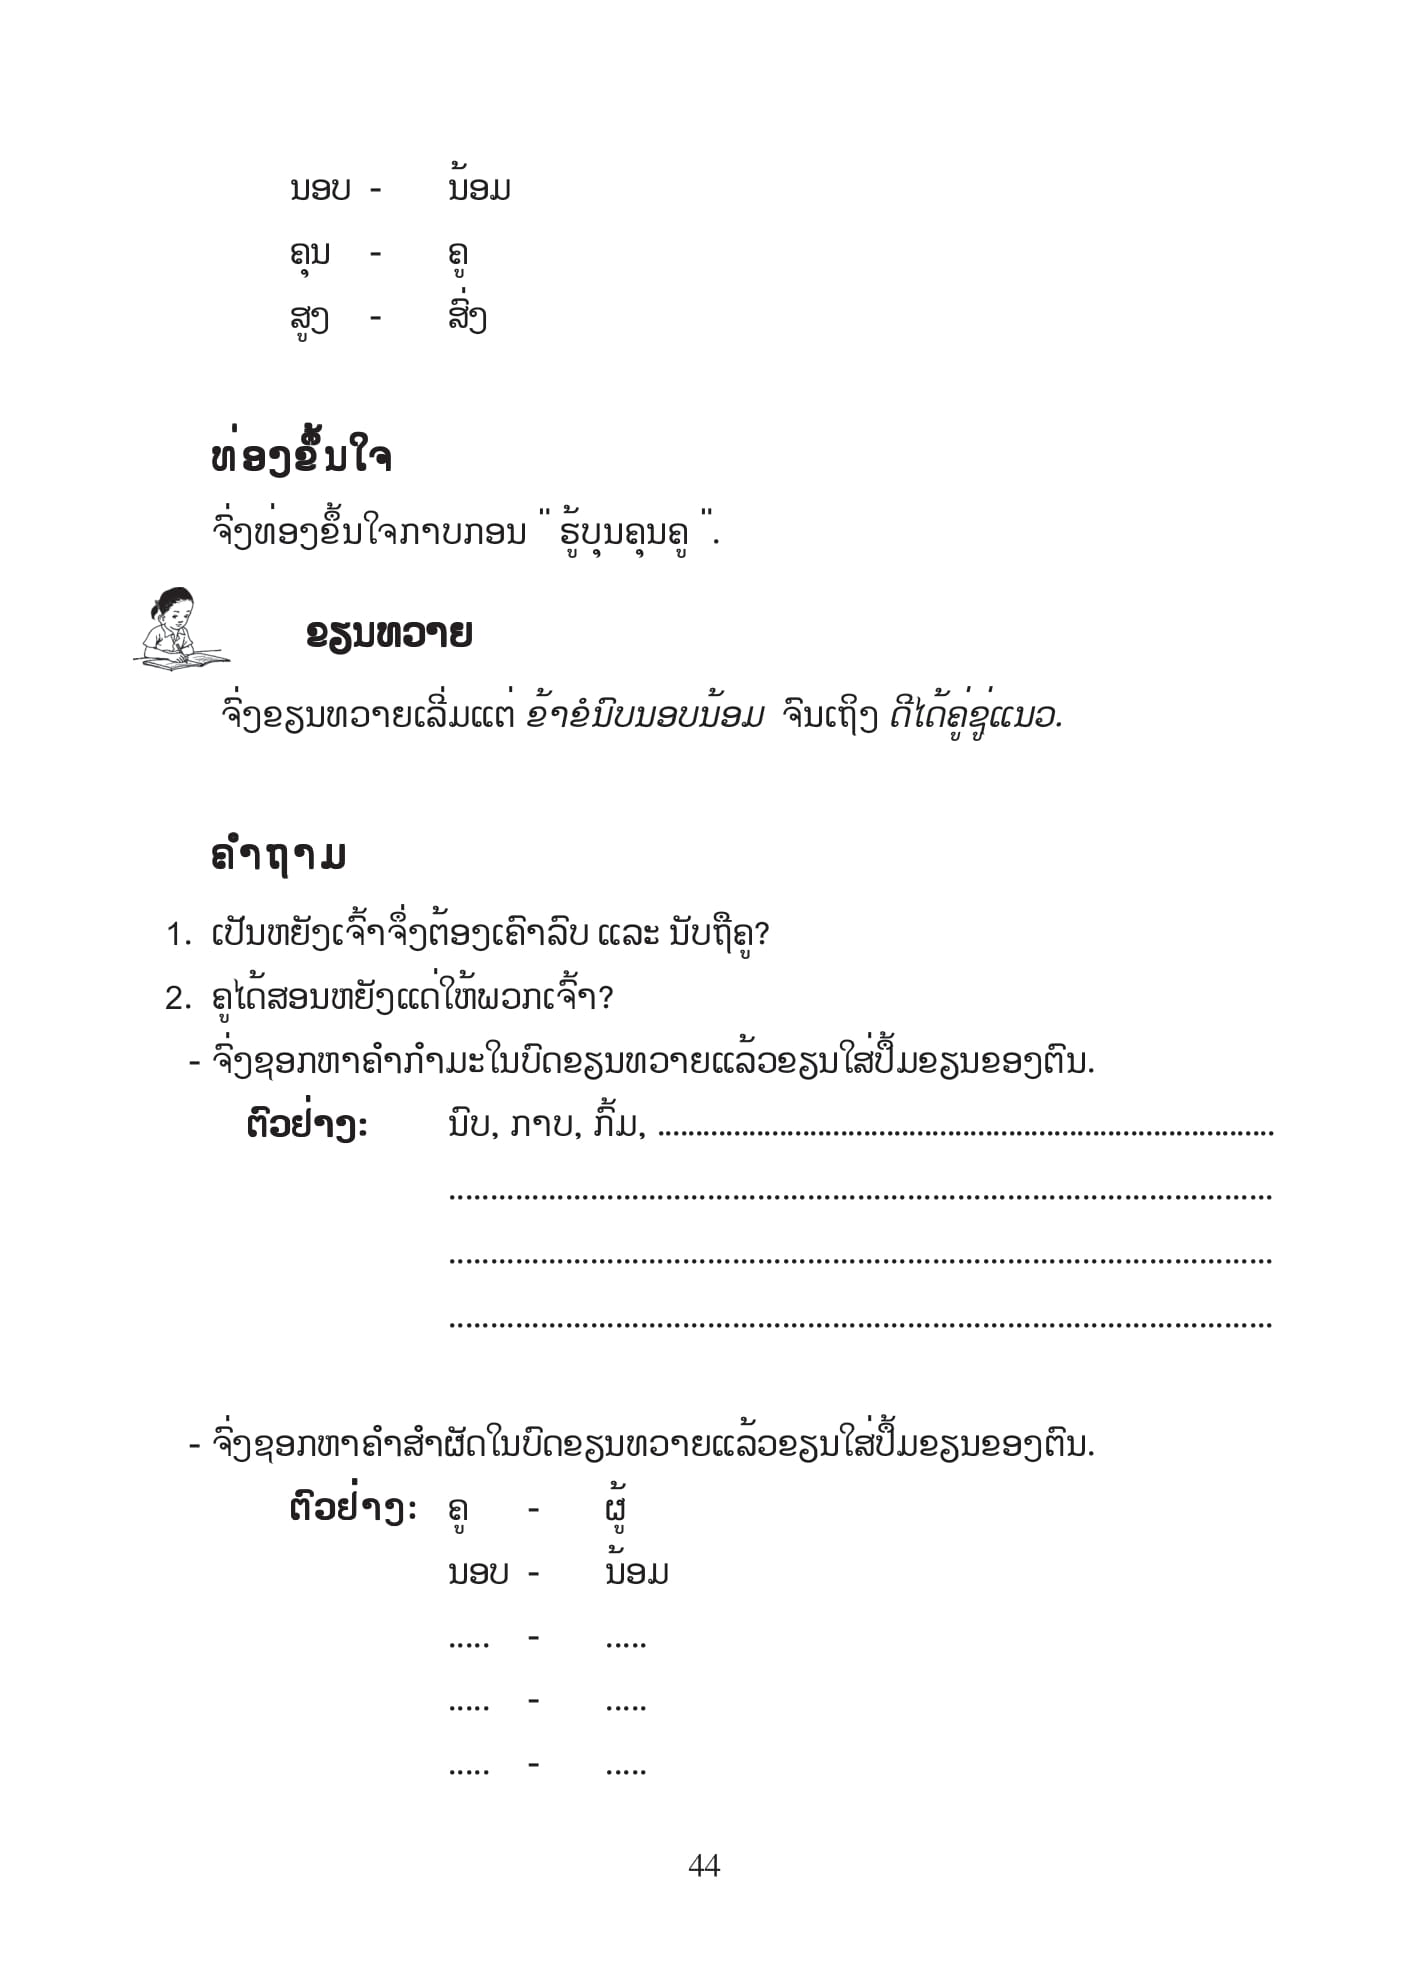 ນອບ - ນ້ອມ
ຄຸນ - ຄູ
ສູງ - ສົ່ງ
ທ່ອງຂຶ້ນໃຈ
ຈົ່ງທ່ອງຂຶ້ນໃຈກາບກອນ " ຮູ້ບຸນຄຸນຄູ ".
ຂຽນທວາຍ
ຈົ່ງຂຽນທວາຍເລີ່ມແຕ່ ຂ້າຂໍນົບນອບນ້ອມ ຈົນເຖິງ ດີໄດ້ຄູ່ຊູ່ແນວ.
ຄຳຖາມ
1. ເປັນຫຍັງເຈົ້າຈຶ່ງຕ້ອງເຄົາລົບ ແລະ ນັບຖືຄູ?
2. ຄູໄດ້ສອນຫຍັງແດ່ໃຫ້ພວກເຈົ້າ?
- ຈົ່ງຊອກຫາຄຳກຳມະໃນບົດຂຽນທວາຍແລ້ວຂຽນໃສ່ປຶ້ມຂຽນຂອງຕົນ.
ຕົວຢ່າງ: ນົບ, ກາບ, ກົ້ມ, ................................................................................
................................................................................
................................................................................
................................................................................
- ຈົ່ງຊອກຫາຄຳສຳຜັດໃນບົດຂຽນທວາຍແລ້ວຂຽນໃສ່ປຶ້ມຂຽນຂອງຕົນ.
ຕົວຢ່າງ: ຄູ - ຜູ້
ນອບ - ນ້ອມ
..... - .....
..... - .....
..... - .....
44